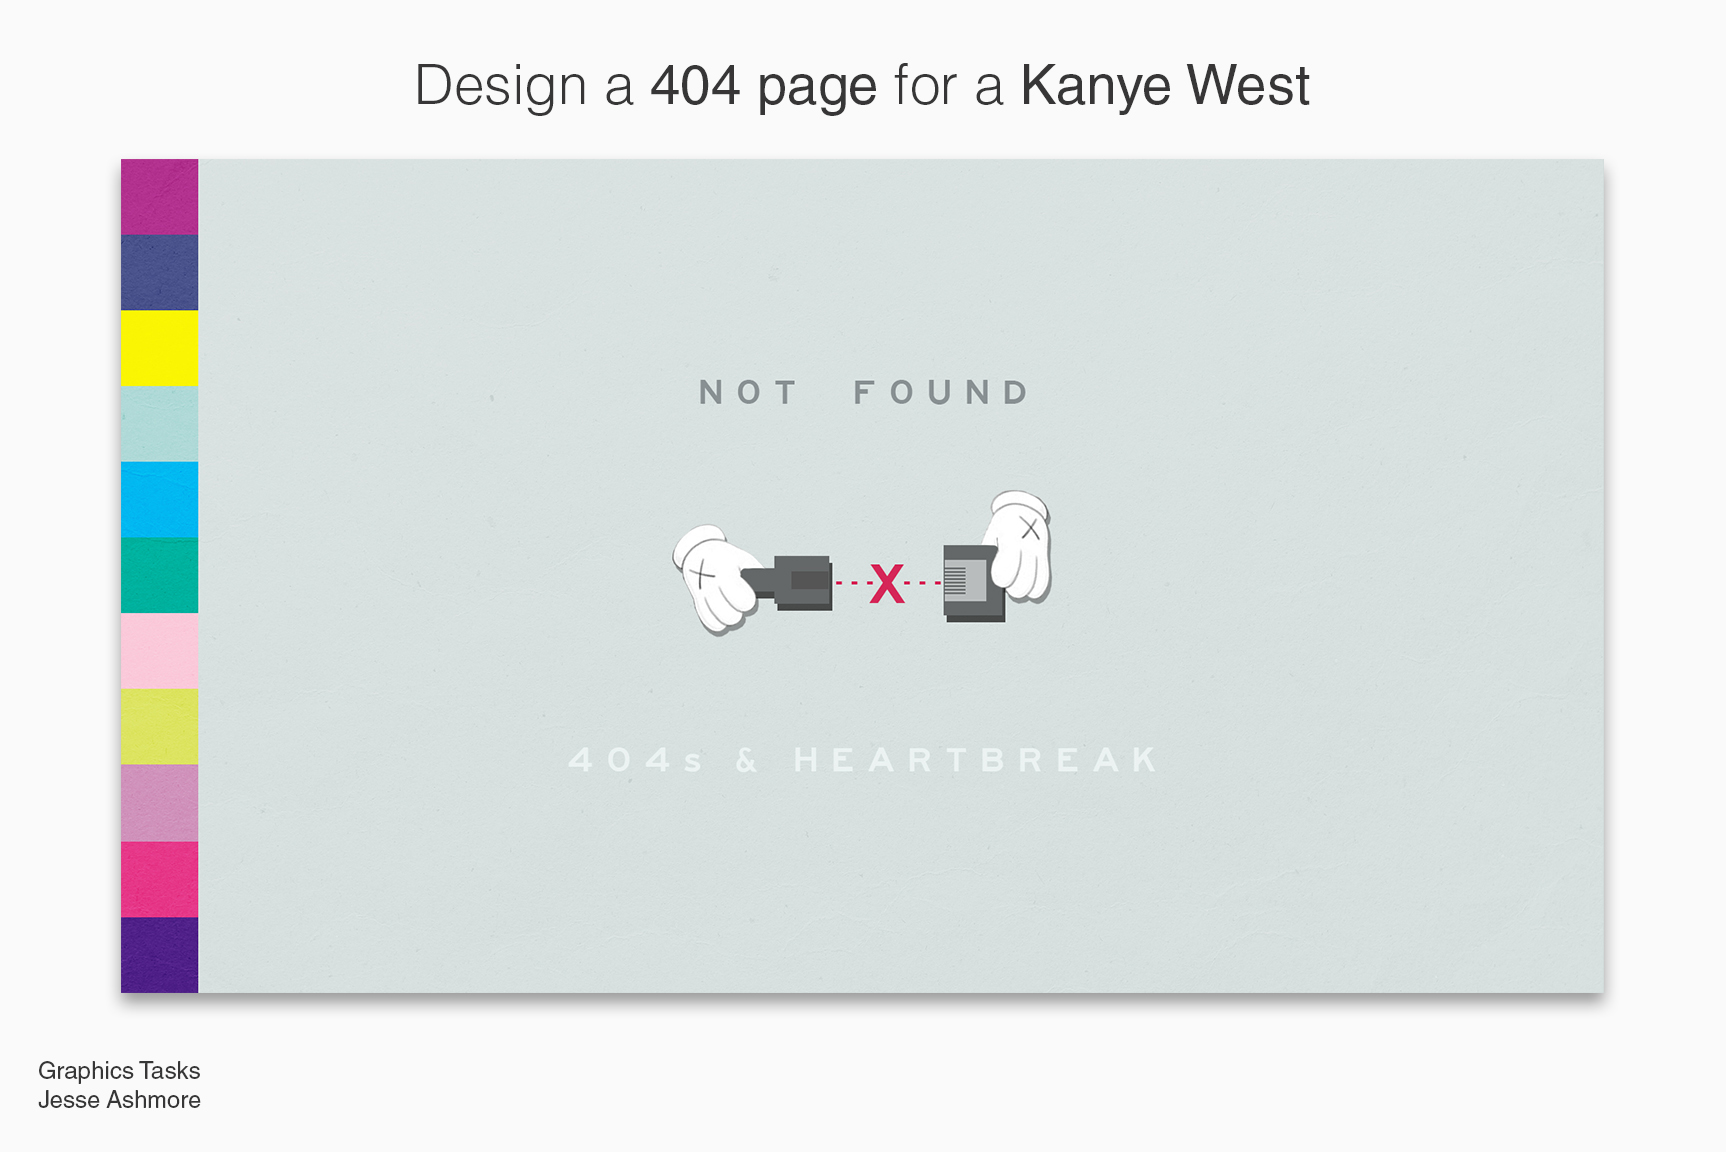 Design a 404 page for a Kanye West
NOT FOUND
X
404s & HEARTBREAK
Graphics Tasks
Jesse Ashmore